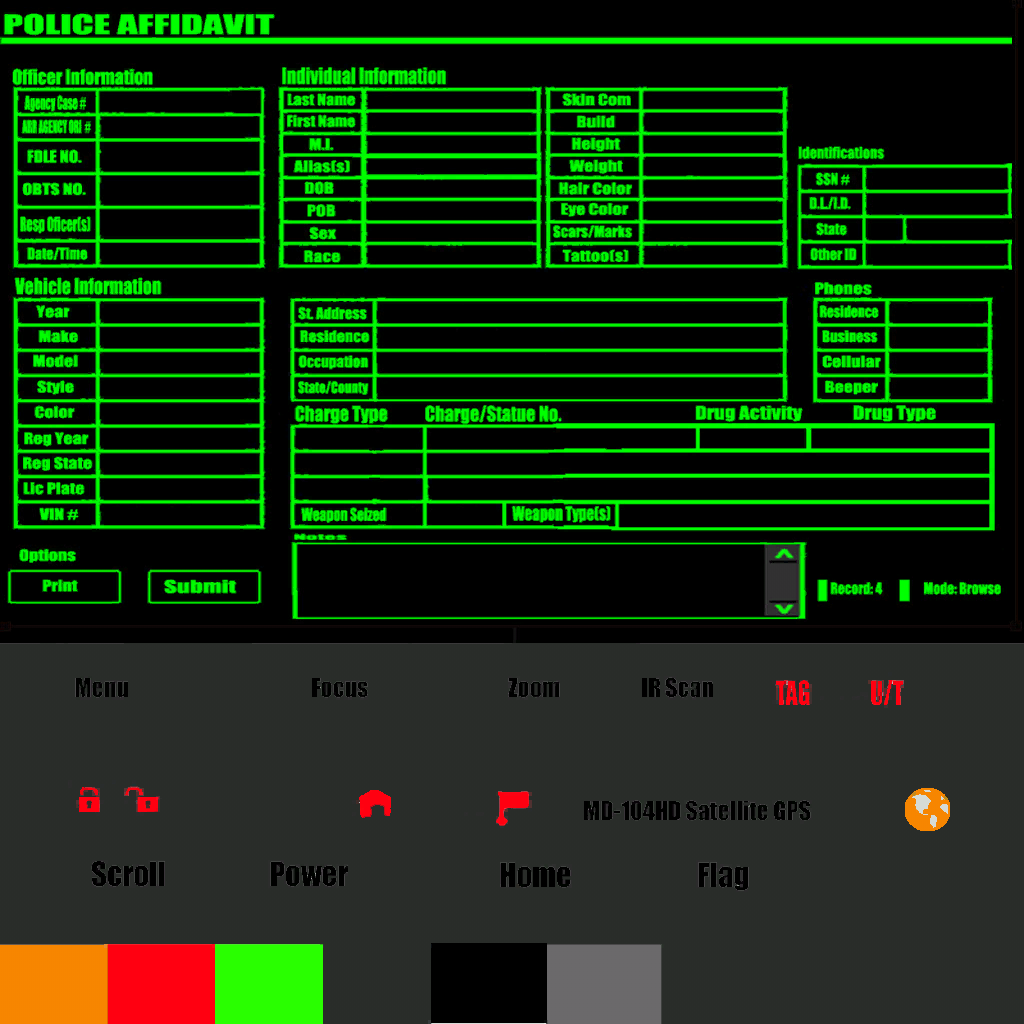 POLICE AFFIDAVIT
Officer Information
Agency Case #
ARR AGENCY ORI #
FDLE NO.
OBTS NO.
Resp Oficer(s)
Date/Time
Individual Information
Last Name
First Name
M.I.
Alias(s)
DOB
POB
Sex
Race
Skin Com
Build
Height
Weight
Hair Color
Eye Color
Scars/Marks
Tattoo(s)
Identifications
SSN #
D.L./I.D.
State
Other ID
Vehicle Information
Year
Make
Model
Style
Color
Reg Year
Reg State
Lic Plate
VIN #
St. Address
Residence
Occupation
State/County
Phones
Residence
Business
Cellular
Beeper
Charge Type Charge/Statue No. Drug Activity Drug Type
Weapon Seized Weapon Type(s)
Options
Print Submit
Notes
Record: 4 Mode: Browse
Menu Focus Zoom IR Scan TAG U/T
MD-104HD Satellite GPS
Scroll Power Home Flag